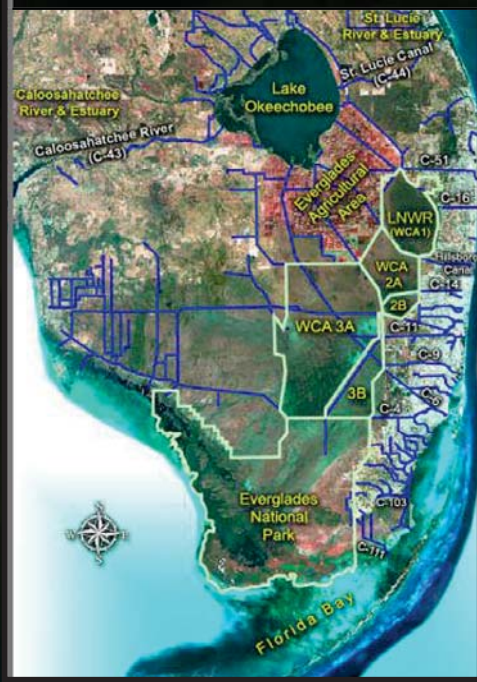 St. Lucie
River & Estuary
St. Lucie Canal
(C-44)
Lake
Okeechobee
Caloosahatchee
River & Estuary
Caloosahatchee River
(C-43)
Everglades
Agricultural
Area
C-51
C-16
LNWR
(WCA1)
WCA
2A
Hillsboro
Canal
C-14
2B
WCA 3A
C-11
C-9
C-6
3B
C-4
Everglades
National
Park
C-103
C-111
N
W
E
S
Florida Bay